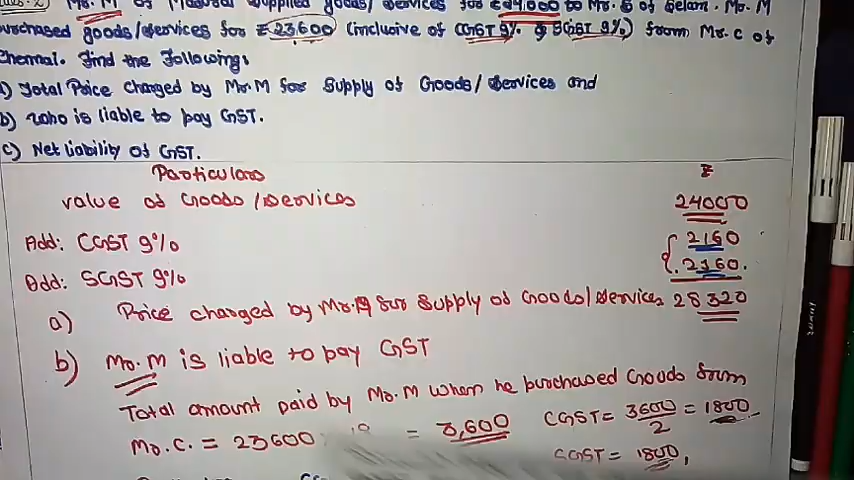 Mr. M of supplied goods/services for ₹24,000 to Mr. S of Selam. Mr. M
purchased goods/services for ₹23,600 (inclusive of CGST 9% & SGST 9%) from Mr. C of
Chennai. Find the following:
a) Total Price charged by Mr. M for supply of Goods/Services and
b) who is liable to pay GST.
c) Net liability of GST.
Particulars ₹
value of Goods/Services 24000
Add: CGST 9% 2160
Add: SGST 9% 2160
a) Price charged by Mr. M for supply of Goods/Services 28320
b) Mr. M is liable to pay GST
Total amount paid by Mr. M when he purchased Goods from
Mr. C. = 23600 = 3,600 CGST = 3600/2 = 1800
SGST = 1800,